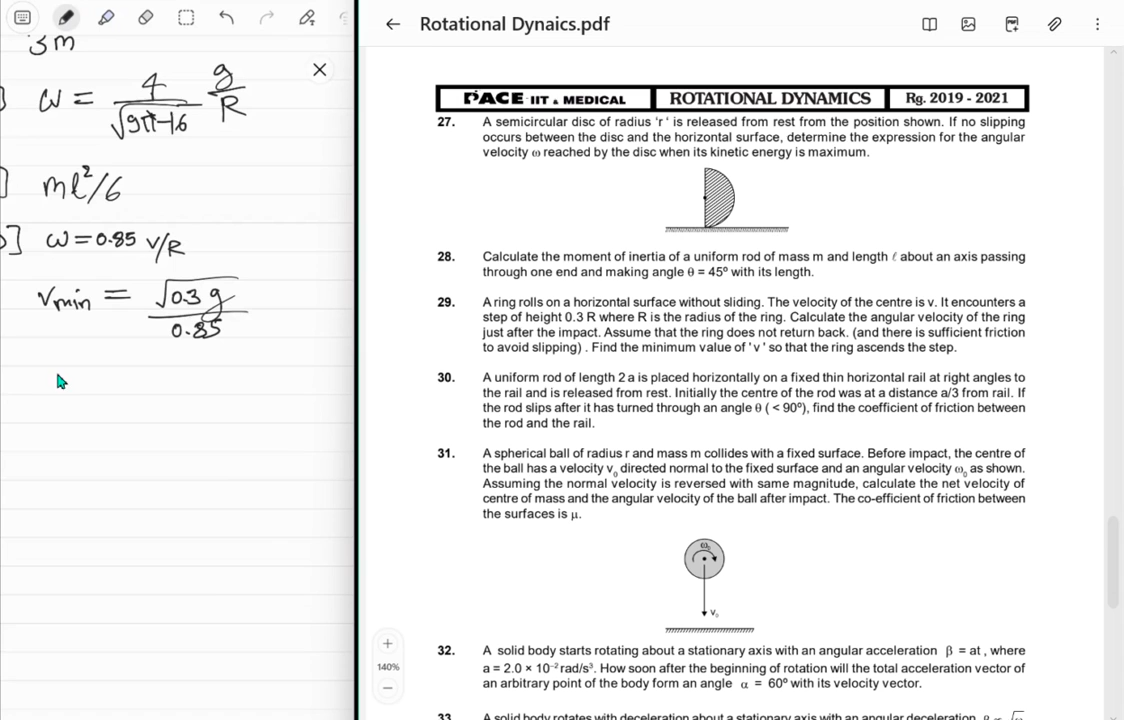 Rotational Dynaics.pdf
3m
ω = 4/√9π-16 g/R
] ml²/6
] ω = 0.85 V/R
Vmin = √0.3 g / 0.85
PACE IIT & MEDICAL ROTATIONAL DYNAMICS Rg. 2019 - 2021
27. A semicircular disc of radius 'r' is released from rest from the position shown. If no slipping
occurs between the disc and the horizontal surface, determine the expression for the angular
velocity ω reached by the disc when its kinetic energy is maximum.
28. Calculate the moment of inertia of a uniform rod of mass m and length ℓ about an axis passing
through one end and making angle θ = 45º with its length.
29. A ring rolls on a horizontal surface without sliding. The velocity of the centre is v. It encounters a
step of height 0.3 R where R is the radius of the ring. Calculate the angular velocity of the ring
just after the impact. Assume that the ring does not return back. (and there is sufficient friction
to avoid slipping) . Find the minimum value of 'v' so that the ring ascends the step.
30. A uniform rod of length 2 a is placed horizontally on a fixed thin horizontal rail at right angles to
the rail and is released from rest. Initially the centre of the rod was at a distance a/3 from rail. If
the rod slips after it has turned through an angle θ ( < 90º), find the coefficient of friction between
the rod and the rail.
31. A spherical ball of radius r and mass m collides with a fixed surface. Before impact, the centre of
the ball has a velocity v₀ directed normal to the fixed surface and an angular velocity ω₀ as shown.
Assuming the normal velocity is reversed with same magnitude, calculate the net velocity of
centre of mass and the angular velocity of the ball after impact. The co-efficient of friction between
the surfaces is μ.
ω₀
v₀
32. A solid body starts rotating about a stationary axis with an angular acceleration β = at , where
a = 2.0 × 10⁻² rad/s³. How soon after the beginning of rotation will the total acceleration vector of
an arbitrary point of the body form an angle α = 60º with its velocity vector.
33 A solid body rotates with deceleration about a stationary axis with an angular deceleration
140%